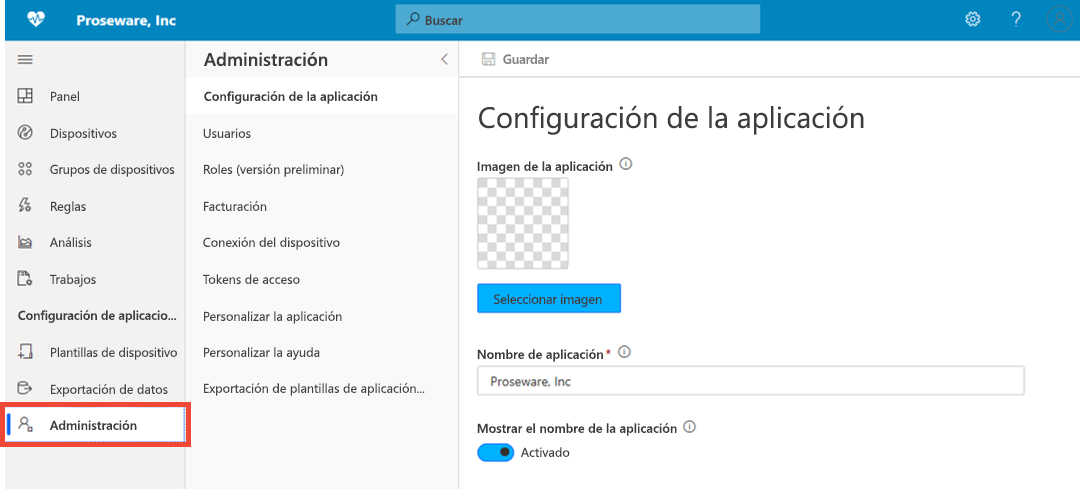 Proseware, Inc
Buscar
?
Panel
Dispositivos
Grupos de dispositivos
Reglas
Análisis
Trabajos
Configuración de aplicacio...
Plantillas de dispositivo
Exportación de datos
Administración
Administración
Configuración de la aplicación
Usuarios
Roles (versión preliminar)
Facturación
Conexión del dispositivo
Tokens de acceso
Personalizar la aplicación
Personalizar la ayuda
Exportación de plantillas de aplicación...
Guardar
Configuración de la aplicación
Imagen de la aplicación
Seleccionar imagen
Nombre de aplicación*
Proseware, Inc
Mostrar el nombre de la aplicación
Activado